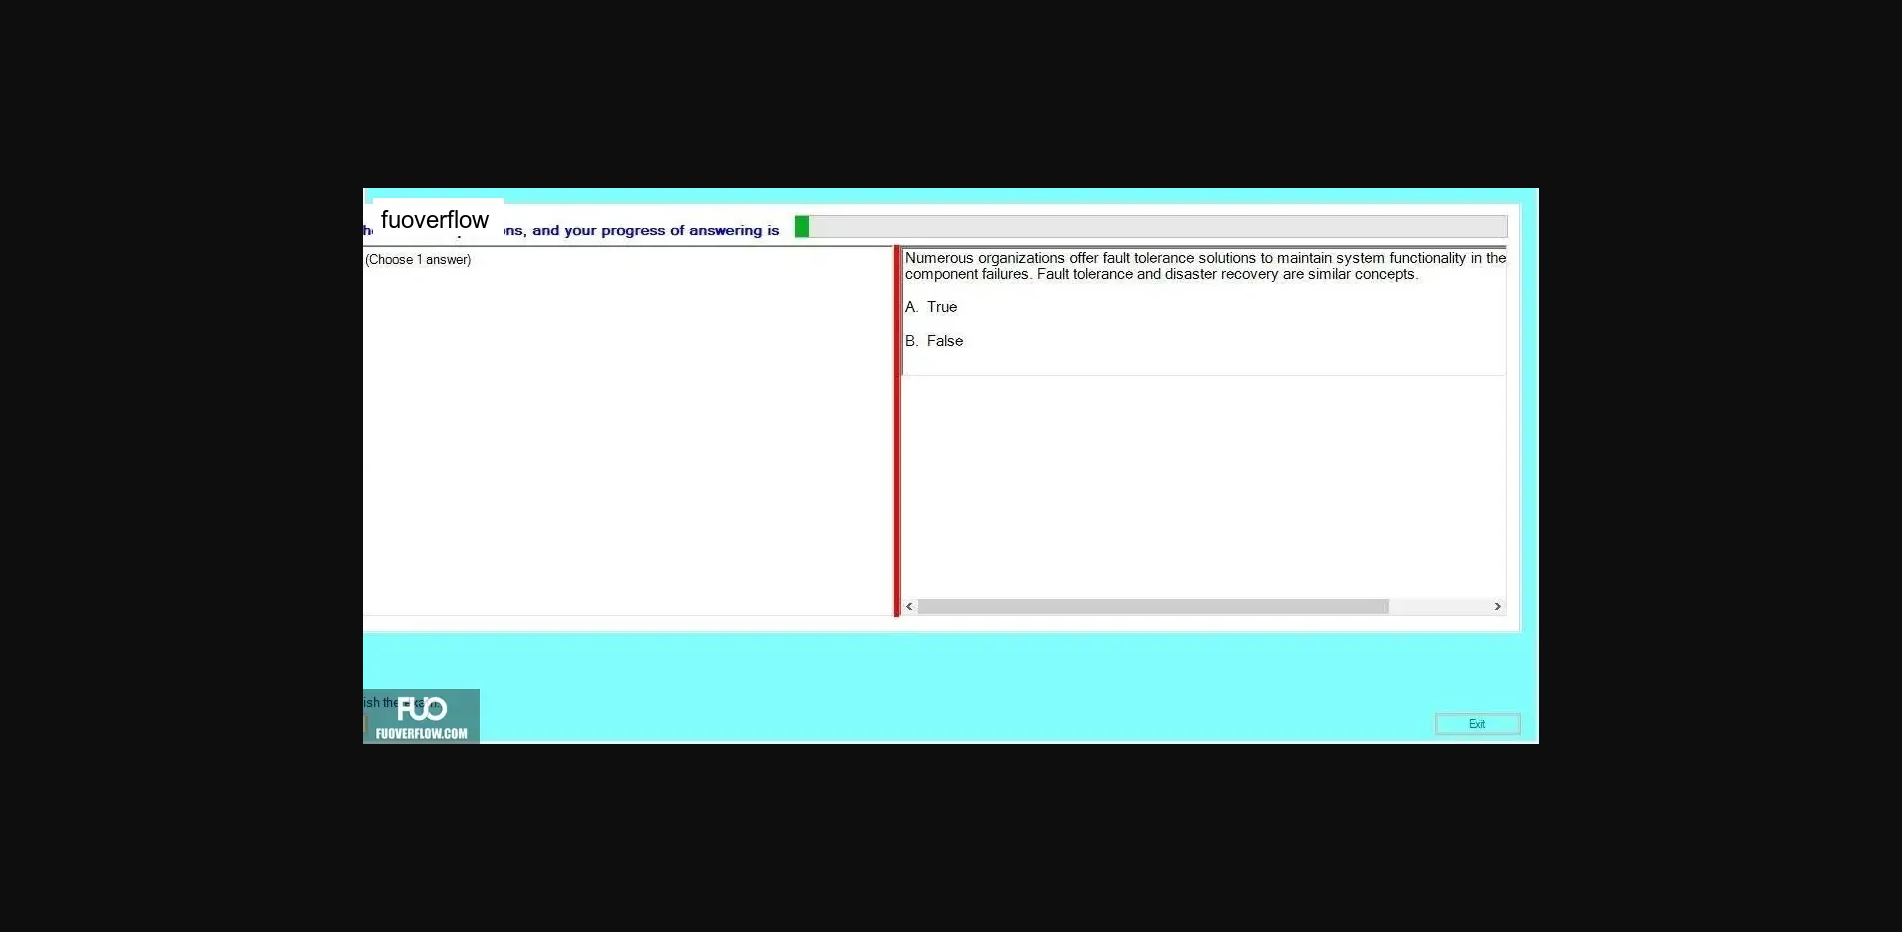 fuoverflow
ons, and your progress of answering is
(Choose 1 answer)
Numerous organizations offer fault tolerance solutions to maintain system functionality in the
component failures. Fault tolerance and disaster recovery are similar concepts.
A. True
B. False
<
>
ish the exam.
FUO
FUOVERFLOW.COM
Exit